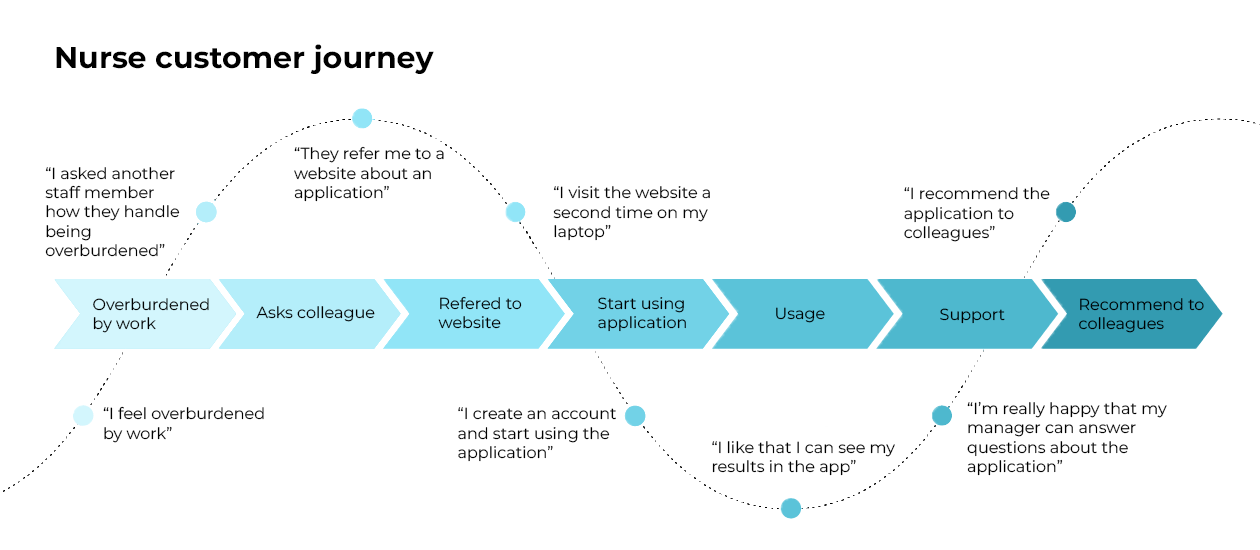 Nurse customer journey
“I asked another
staff member
how they handle
being
overburdened”
“They refer me to a
website about an
application”
“I visit the website a
second time on my
laptop”
“I recommend the
application to
colleagues”
Overburdened
by work
Asks colleague
Refered to
website
Start using
application
Usage
Support
Recommend to
colleagues
“I feel overburdened
by work”
“I create an account
and start using the
application”
“I like that I can see my
results in the app”
“I’m really happy that my
manager can answer
questions about the
application”